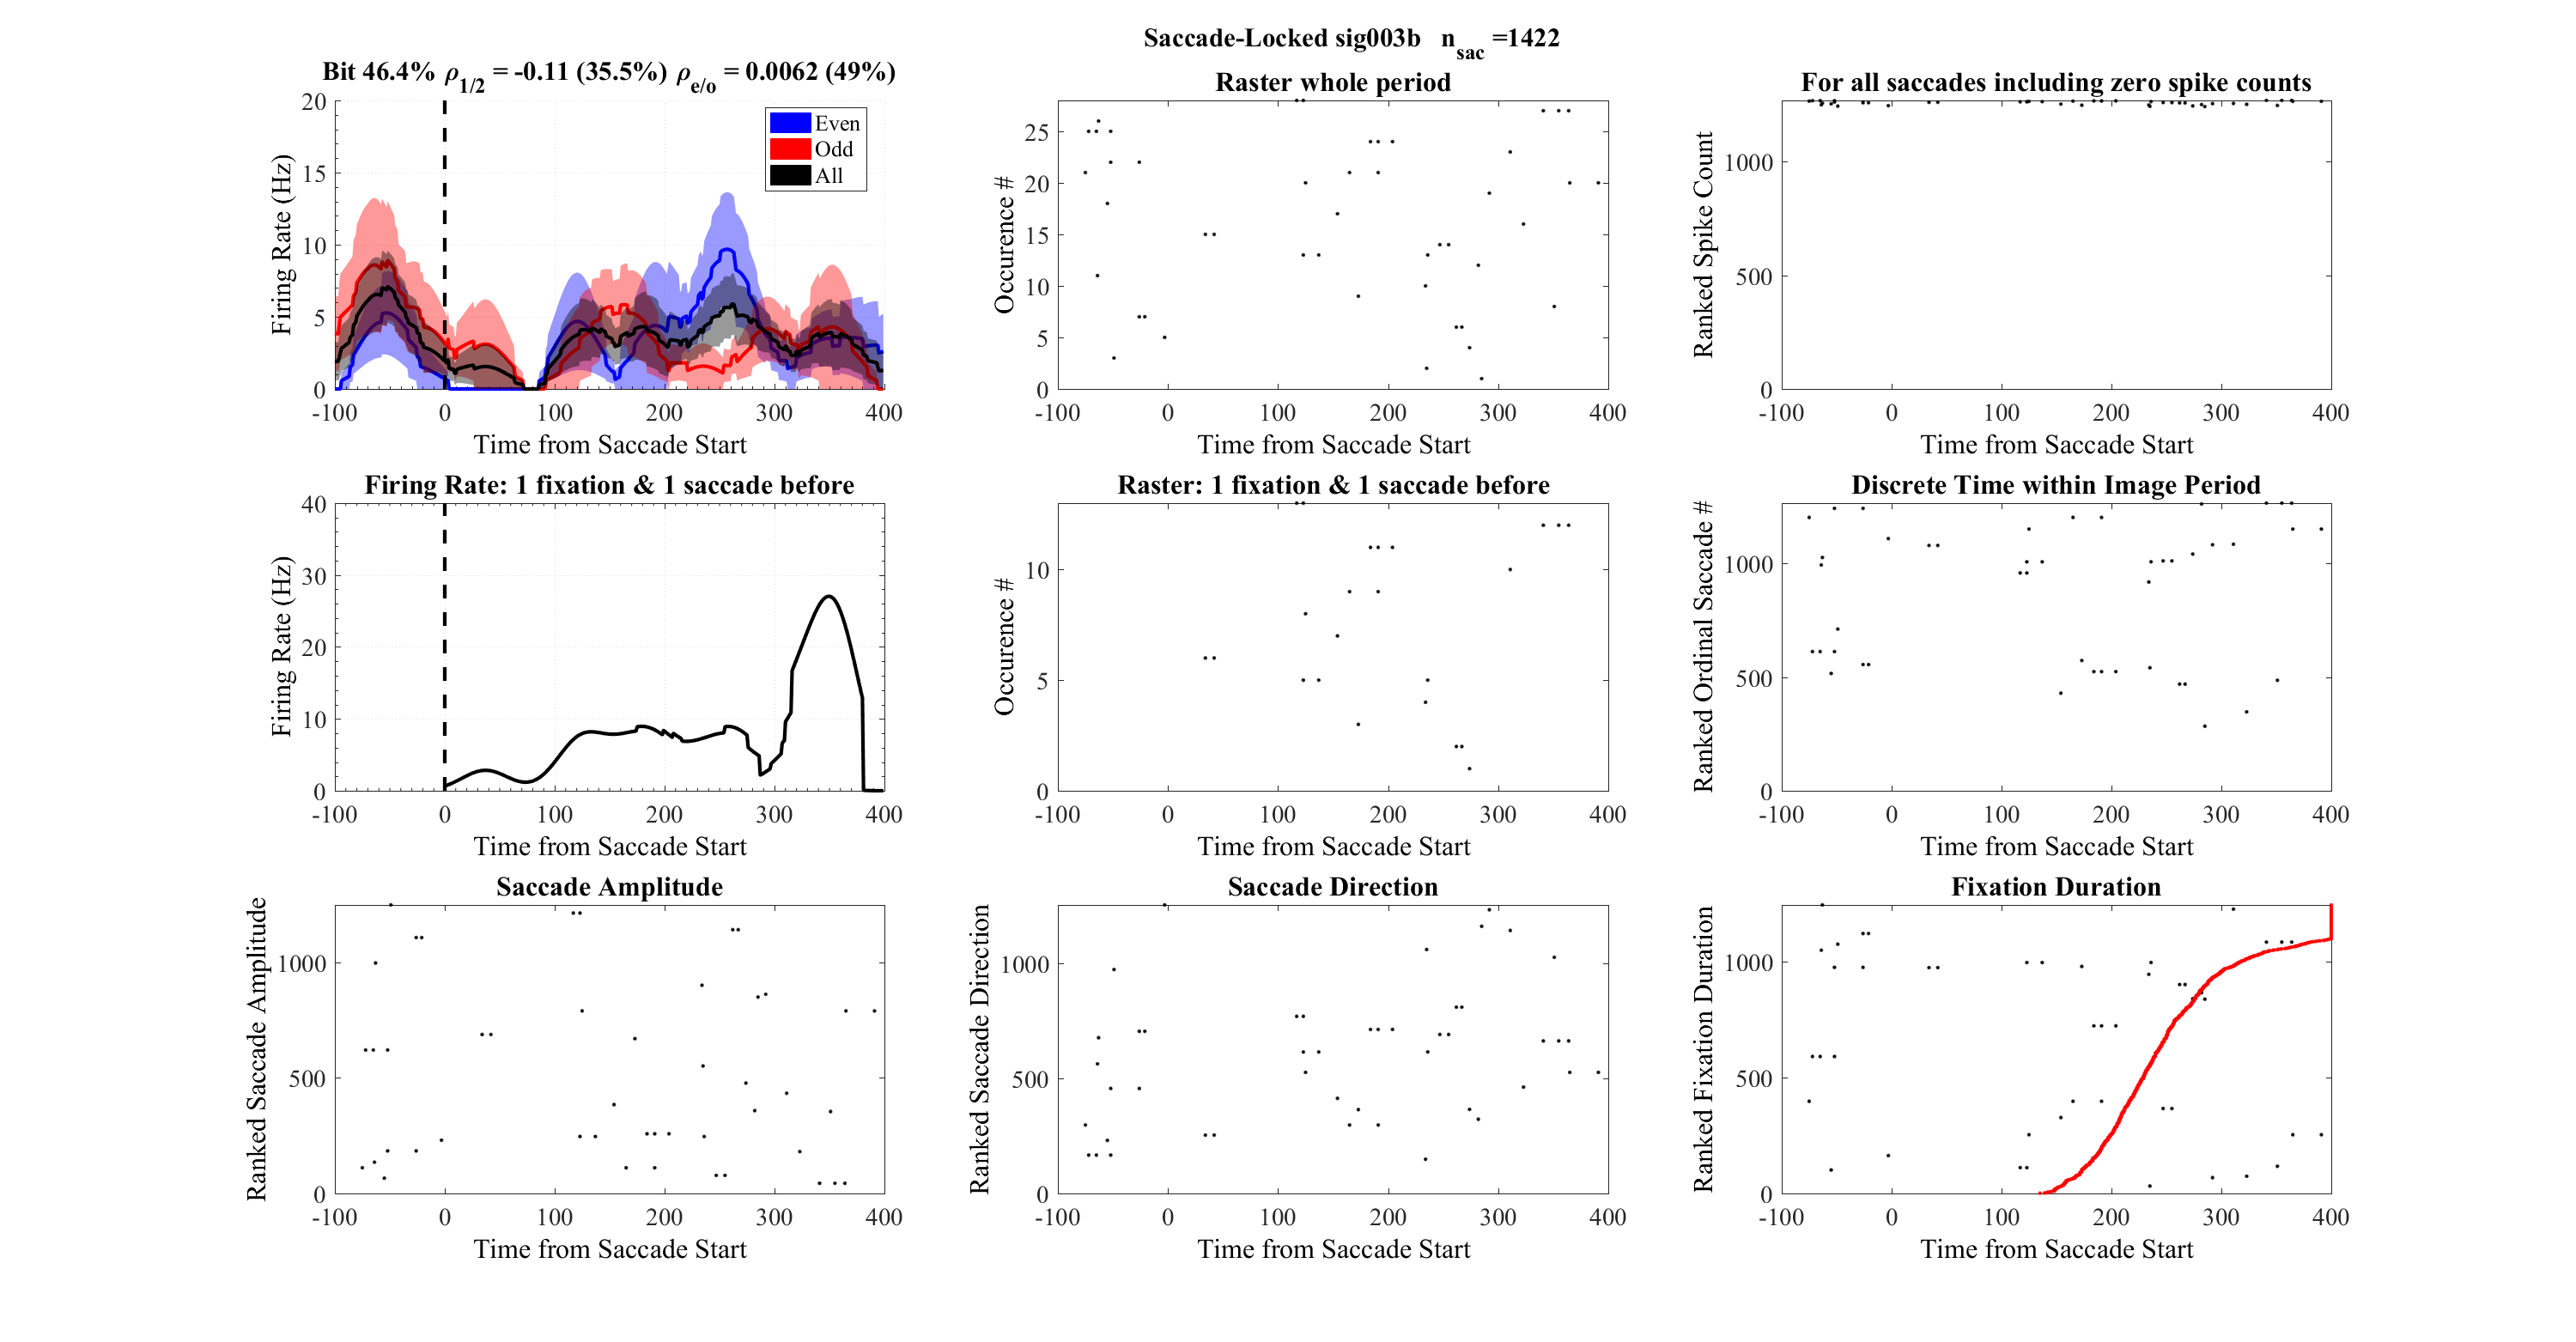 Saccade-Locked sig003b n_sac =1422
Bit 46.4% ρ_1/2 = -0.11 (35.5%) ρ_e/o = 0.0062 (49%)
Firing Rate (Hz)
20
15
10
5
0
-100 0 100 200 300 400
Time from Saccade Start
Even
Odd
All
Raster whole period
Occurence #
25
20
15
10
5
0
-100 0 100 200 300 400
Time from Saccade Start
For all saccades including zero spike counts
Ranked Spike Count
1000
500
0
-100 0 100 200 300 400
Time from Saccade Start
Firing Rate: 1 fixation & 1 saccade before
Firing Rate (Hz)
40
30
20
10
0
-100 0 100 200 300 400
Time from Saccade Start
Raster: 1 fixation & 1 saccade before
Occurence #
10
5
0
-100 0 100 200 300 400
Time from Saccade Start
Discrete Time within Image Period
Ranked Ordinal Saccade #
1000
500
0
-100 0 100 200 300 400
Time from Saccade Start
Saccade Amplitude
Ranked Saccade Amplitude
1000
500
0
-100 0 100 200 300 400
Time from Saccade Start
Saccade Direction
Ranked Saccade Direction
1000
500
0
-100 0 100 200 300 400
Time from Saccade Start
Fixation Duration
Ranked Fixation Duration
1000
500
0
-100 0 100 200 300 400
Time from Saccade Start